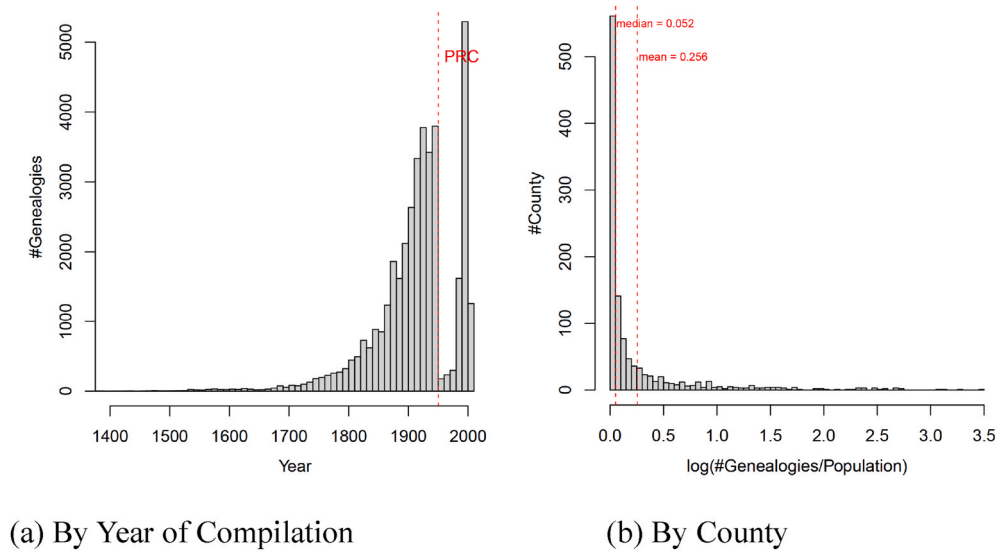 #Genealogies
5000
4000
3000
2000
1000
0
PRC
1400 1500 1600 1700 1800 1900 2000
Year
(a) By Year of Compilation
#County
500
400
300
200
100
0
median = 0.052
mean = 0.256
0.0 0.5 1.0 1.5 2.0 2.5 3.0 3.5
log(#Genealogies/Population)
(b) By County